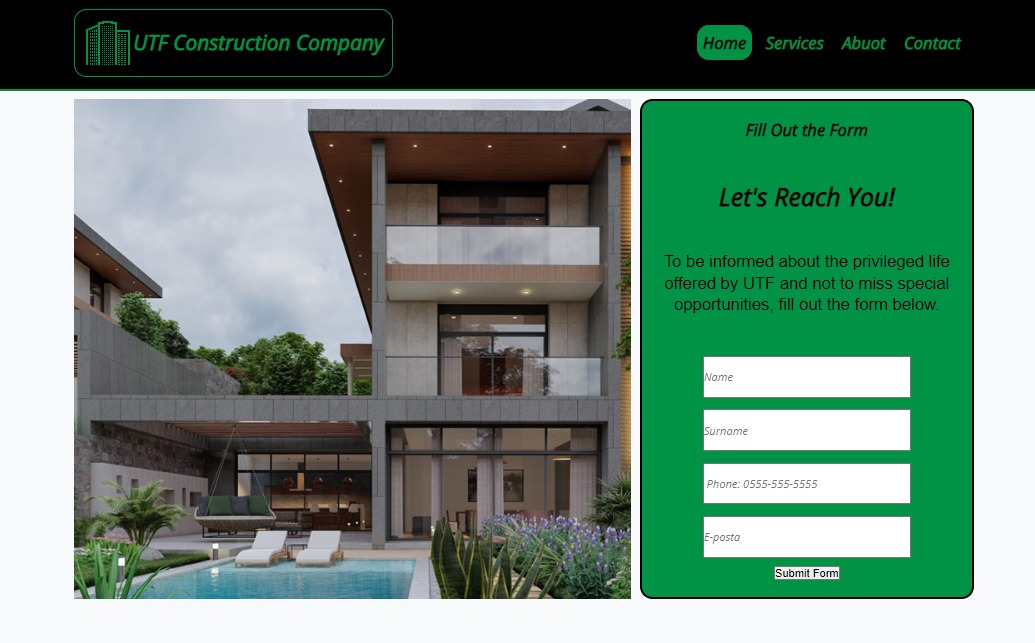 UTF Construction Company
Home Services Abuot Contact
Fill Out the Form
Let's Reach You!
To be informed about the privileged life
offered by UTF and not to miss special
opportunities, fill out the form below.
Name
Surname
Phone: 0555-555-5555
E-posta
Submit Form